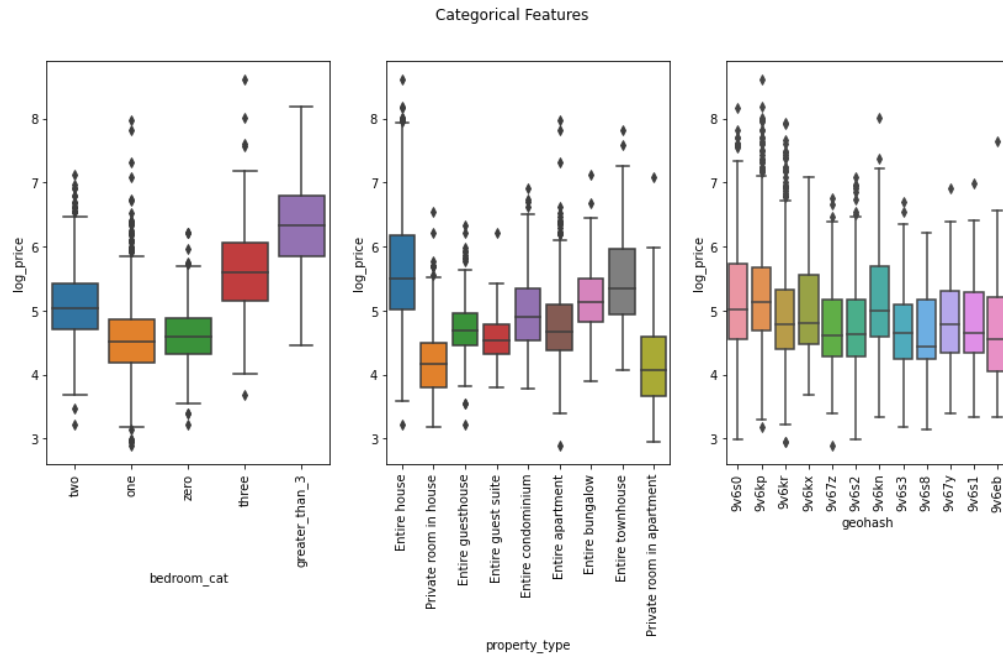 Categorical Features
log_price
8
7
6
5
4
3
two
one
zero
three
greater_than_3
bedroom_cat
log_price
8
7
6
5
4
3
Entire house
Private room in house
Entire guesthouse
Entire guest suite
Entire condominium
Entire apartment
Entire bungalow
Entire townhouse
Private room in apartment
property_type
log_price
8
7
6
5
4
3
9v6s0
9v6kp
9v6kr
9v6kx
9v67z
9v6s2
9v6kn
9v6s3
9v6s8
9v67y
9v6s1
9v6eb
geohash